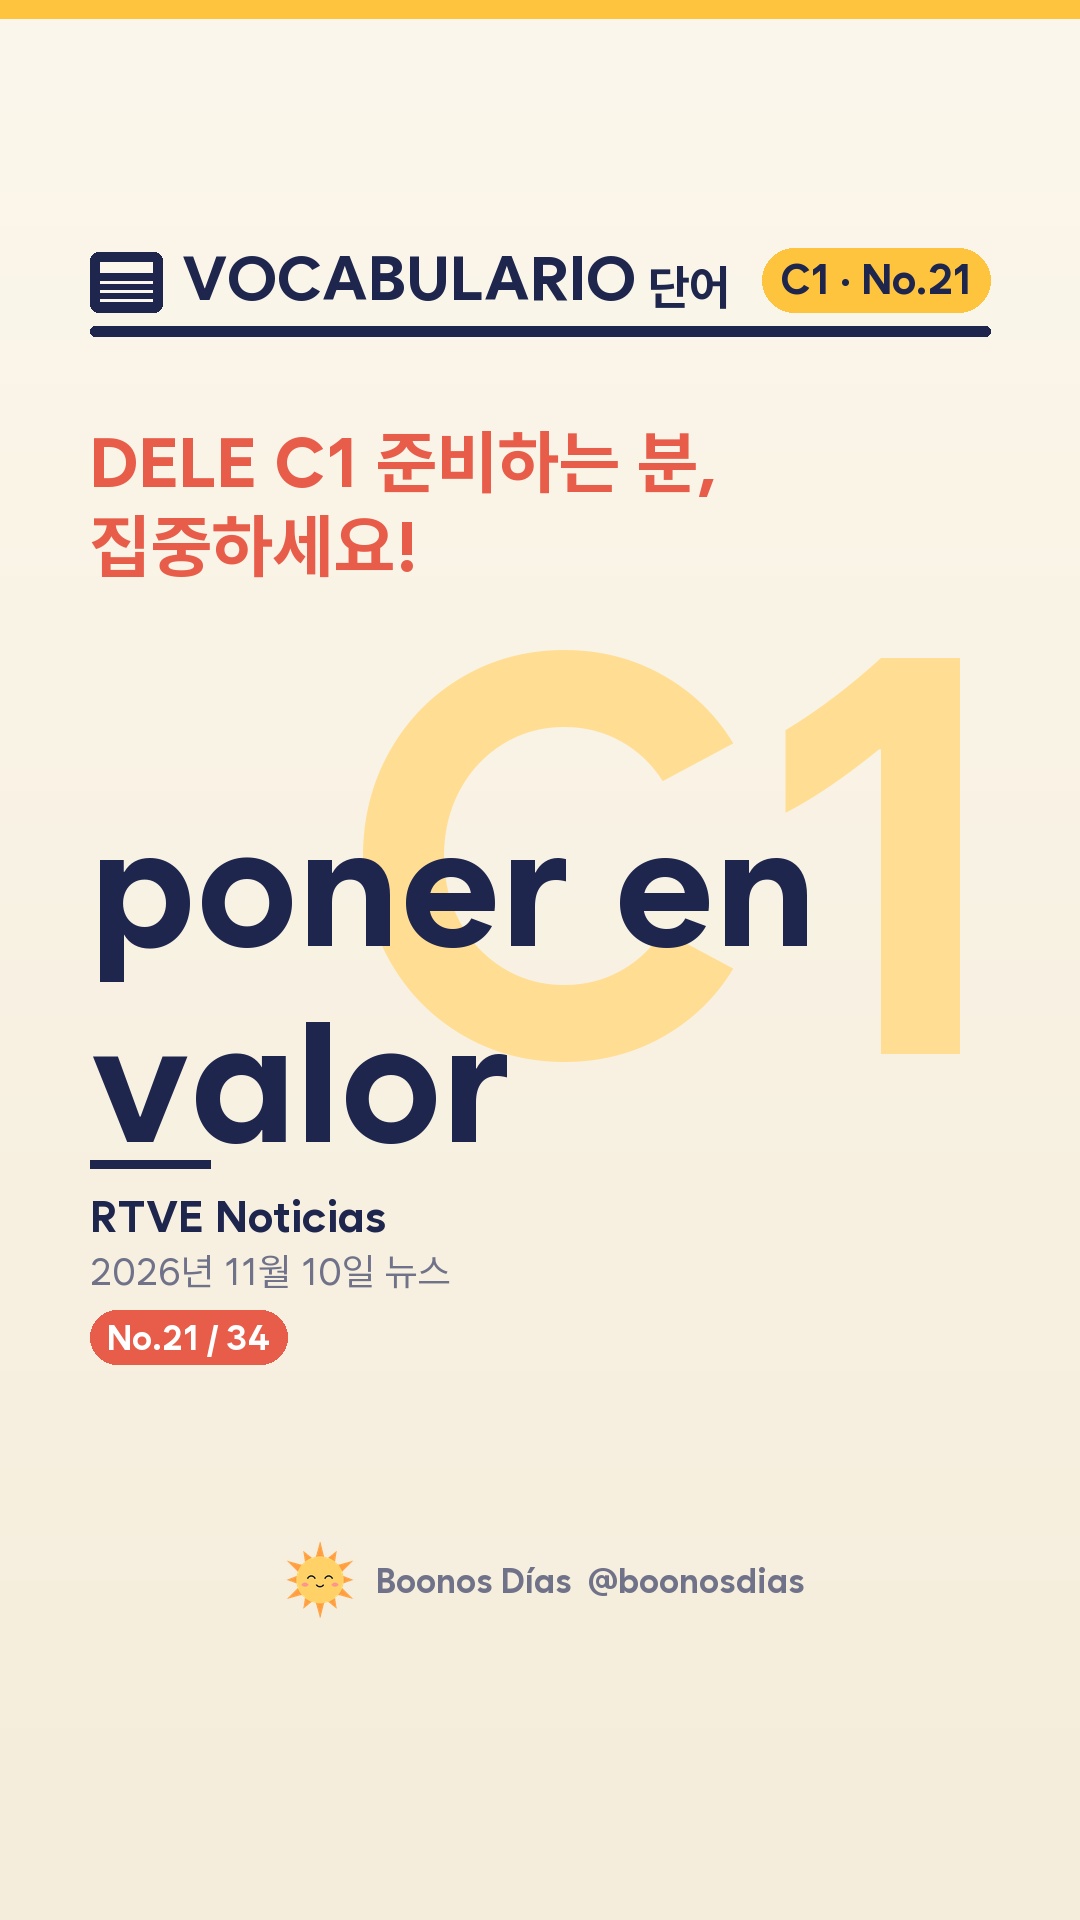 VOCABULARIO 단어 C1 · No.21
DELE C1 준비하는 분,
집중하세요!
C1
poner en
valor
RTVE Noticias
2026년 11월 10일 뉴스
No.21 / 34
Boonos Días @boonosdias